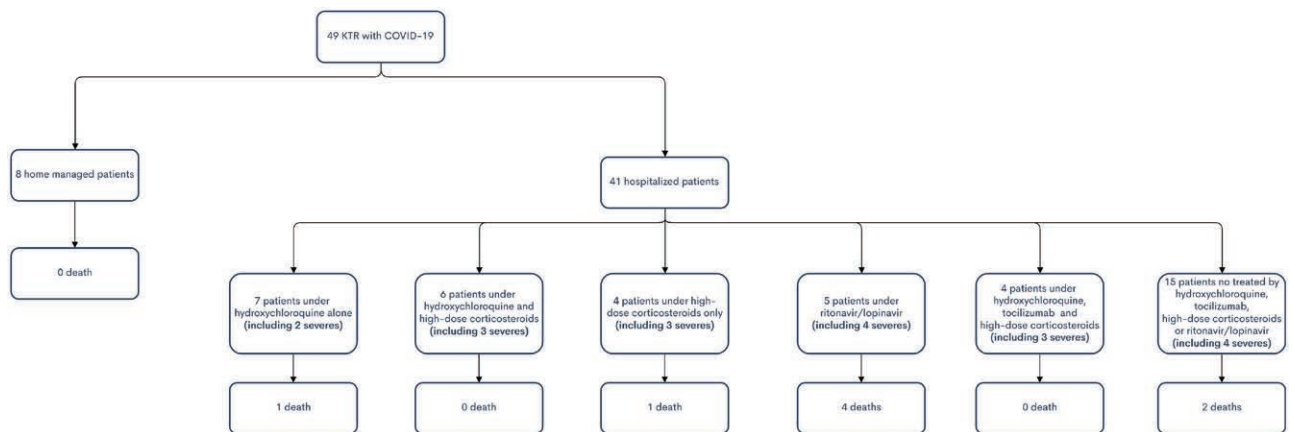 49 KTR with COVID-19
8 home managed patients
41 hospitalized patients
0 death
7 patients under
hydroxychloroquine alone
(including 2 severes)
6 patients under
hydroxychloroquine and
high-dose corticosteroids
(including 3 severes)
4 patients under high-
dose corticosteroids only
(including 3 severes)
5 patients under
ritonavir/lopinavir
(including 4 severes)
4 patients under
hydroxychloroquine,
tocilizumab and
high-dose corticosteroids
(including 3 severes)
15 patients no treated by
hydroxychloroquine,
tocilizumab,
high-dose corticosteroids
or ritonavir/lopinavir
(including 4 severes)
1 death
0 death
1 death
4 deaths
0 death
2 deaths